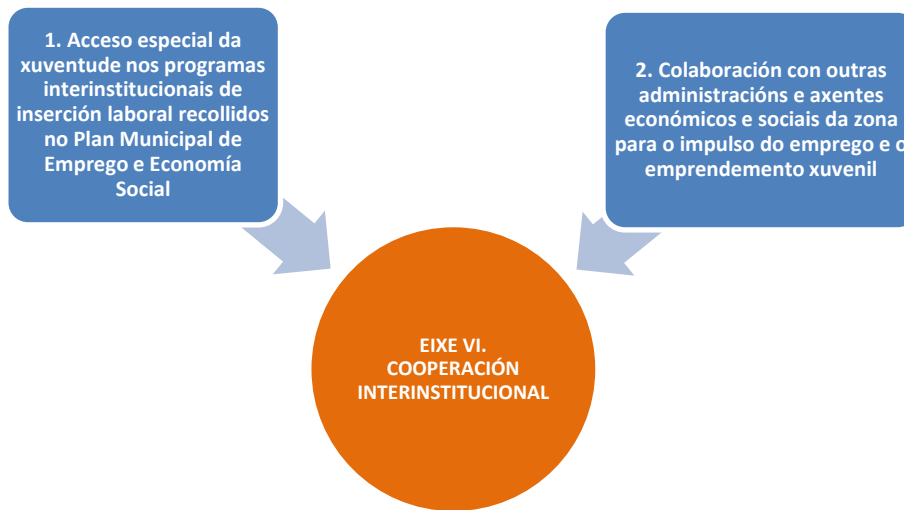 1. Acceso especial da
xuventude nos programas
interinstitucionais de
inserción laboral recollidos
no Plan Municipal de
Emprego e Economía
Social
2. Colaboración con outras
administracións e axentes
económicos e sociais da zona
para o impulso do emprego e o
emprendemento xuvenil
EIXE VI.
COOPERACIÓN
INTERINSTITUCIONAL